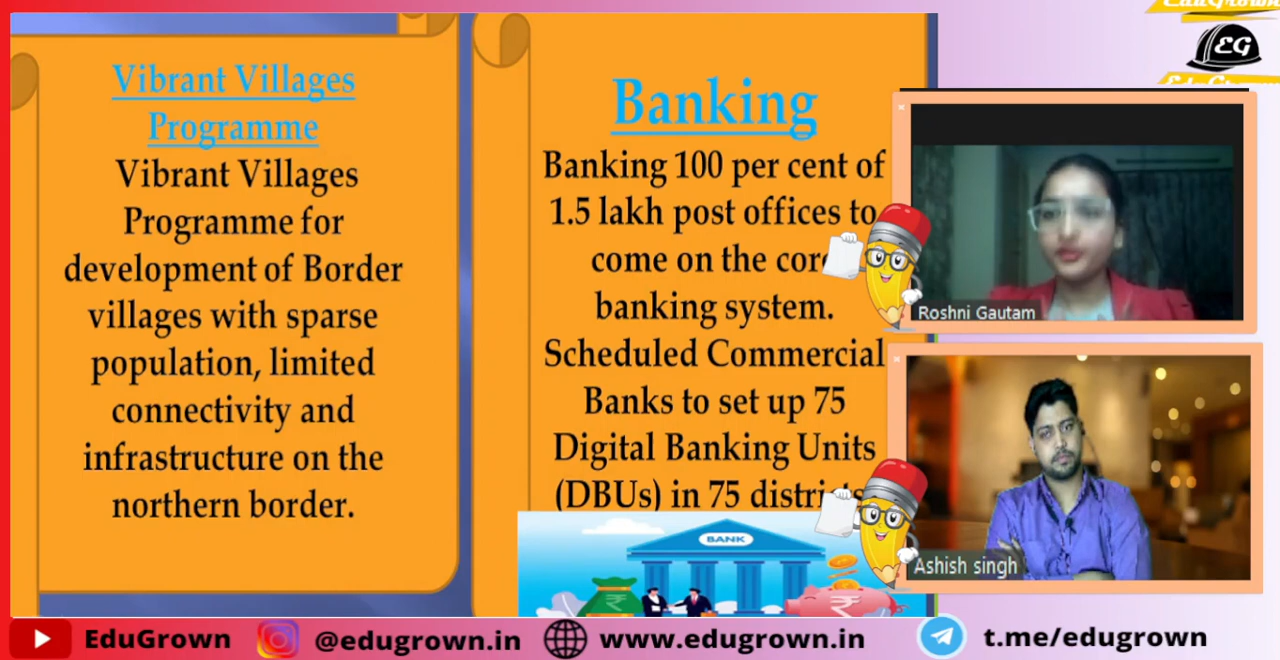 Vibrant Villages
Programme
Vibrant Villages
Programme for
development of Border
villages with sparse
population, limited
connectivity and
infrastructure on the
northern border.
Banking
Banking 100 per cent of
1.5 lakh post offices to
come on the core
banking system.
Scheduled Commercial
Banks to set up 75
Digital Banking Units
(DBUs) in 75 districts
BANK
EduGrown
EG
EduGrown
Roshni Gautam
Ashish singh
EduGrown
@edugrown.in
www.edugrown.in
t.me/edugrown